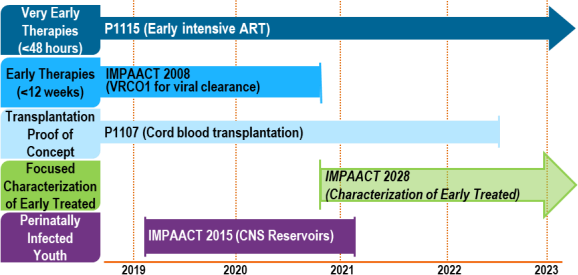 Very Early
Therapies
(<48 hours)
P1115 (Early intensive ART)
Early Therapies
(<12 weeks)
IMPAACT 2008
(VRCO1 for viral clearance)
Transplantation
Proof of
Concept
P1107 (Cord blood transplantation)
Focused
Characterization
of Early Treated
IMPAACT 2028
(Characterization of Early Treated)
Perinatally
Infected
Youth
IMPAACT 2015 (CNS Reservoirs)
2019 2020 2021 2022 2023